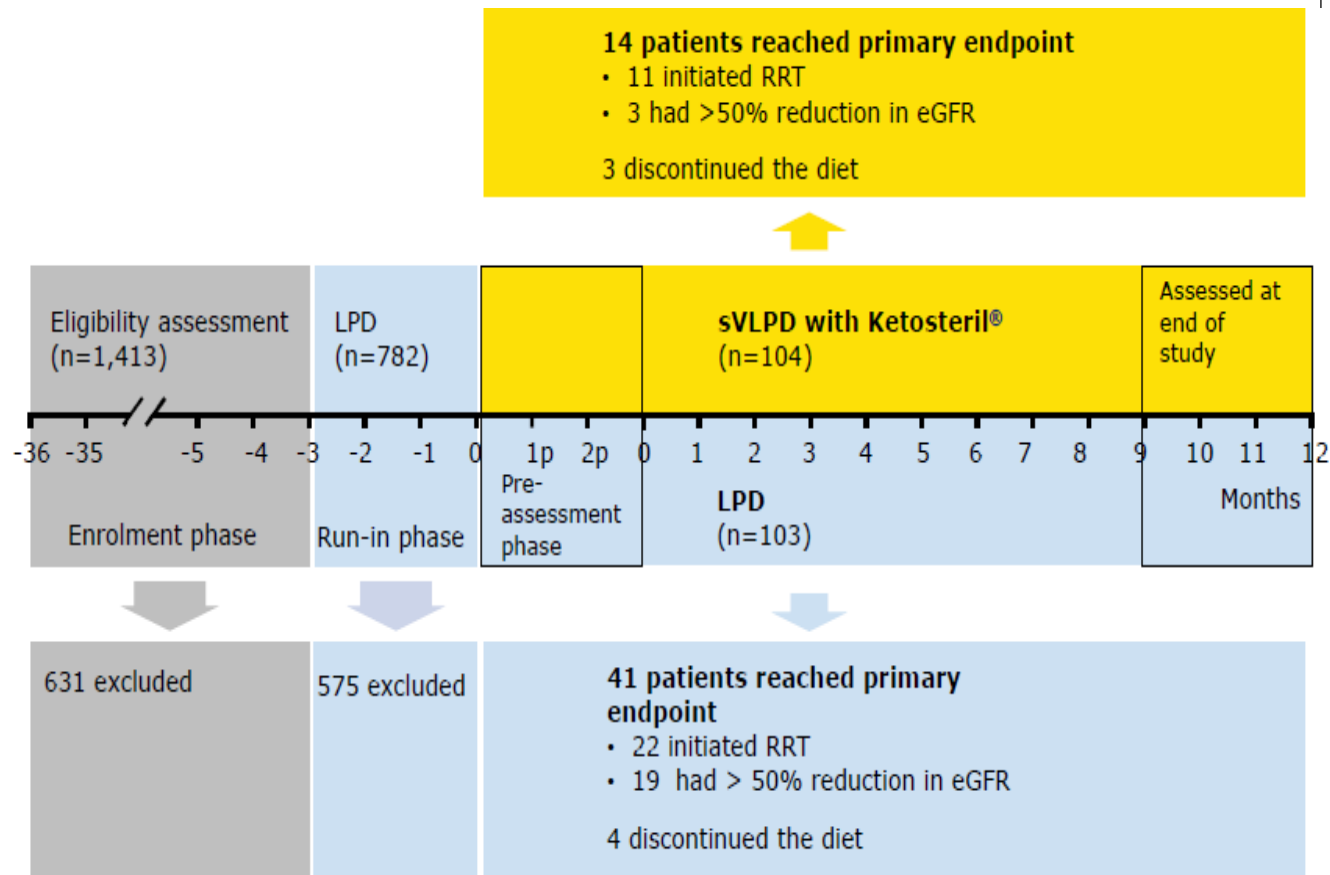 14 patients reached primary endpoint
• 11 initiated RRT
• 3 had >50% reduction in eGFR
3 discontinued the diet
Eligibility assessment
(n=1,413)
LPD
(n=782)
sVLPD with Ketosteril®
(n=104)
Assessed at
end of
study
-36 -35 -5 -4 -3 -2 -1 0 1p 2p 0 1 2 3 4 5 6 7 8 9 10 11 12
Enrolment phase
Run-in phase
Pre-
assessment
phase
LPD
(n=103)
Months
631 excluded
575 excluded
41 patients reached primary
endpoint
• 22 initiated RRT
• 19 had > 50% reduction in eGFR
4 discontinued the diet